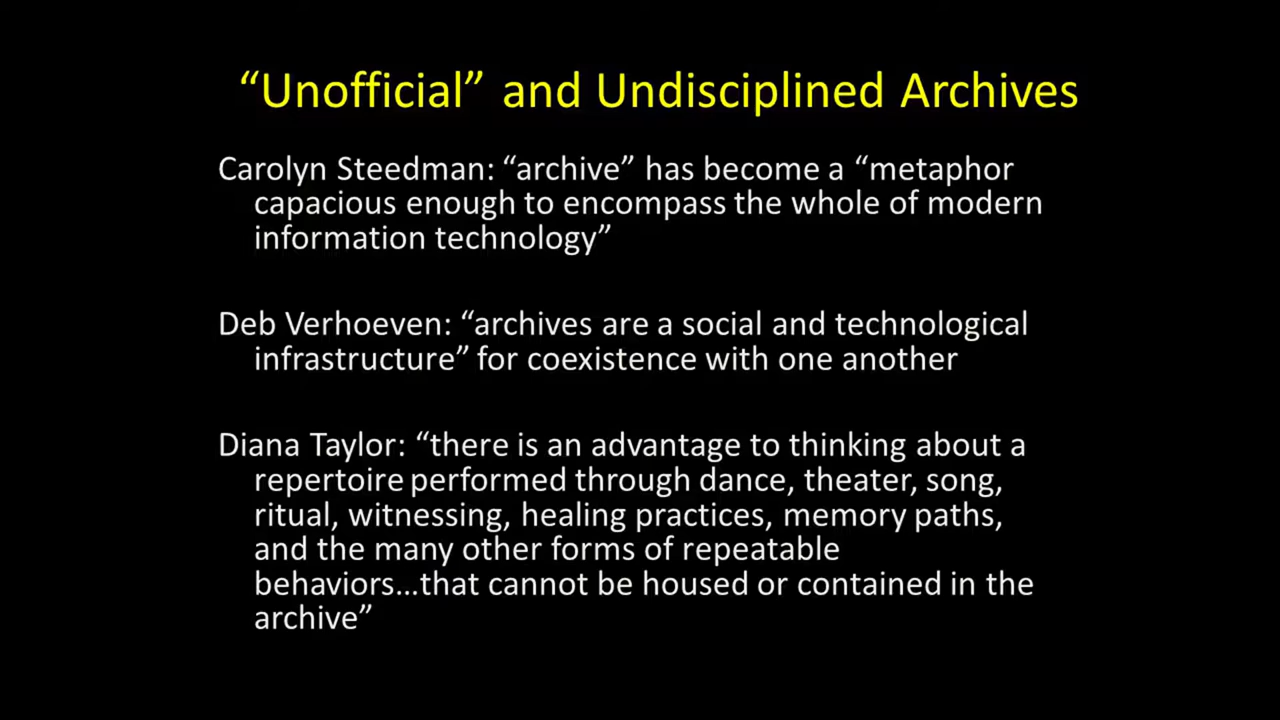 “Unofficial” and Undisciplined Archives
Carolyn Steedman: “archive” has become a “metaphor
capacious enough to encompass the whole of modern
information technology”
Deb Verhoeven: “archives are a social and technological
infrastructure” for coexistence with one another
Diana Taylor: “there is an advantage to thinking about a
repertoire performed through dance, theater, song,
ritual, witnessing, healing practices, memory paths,
and the many other forms of repeatable
behaviors…that cannot be housed or contained in the
archive”